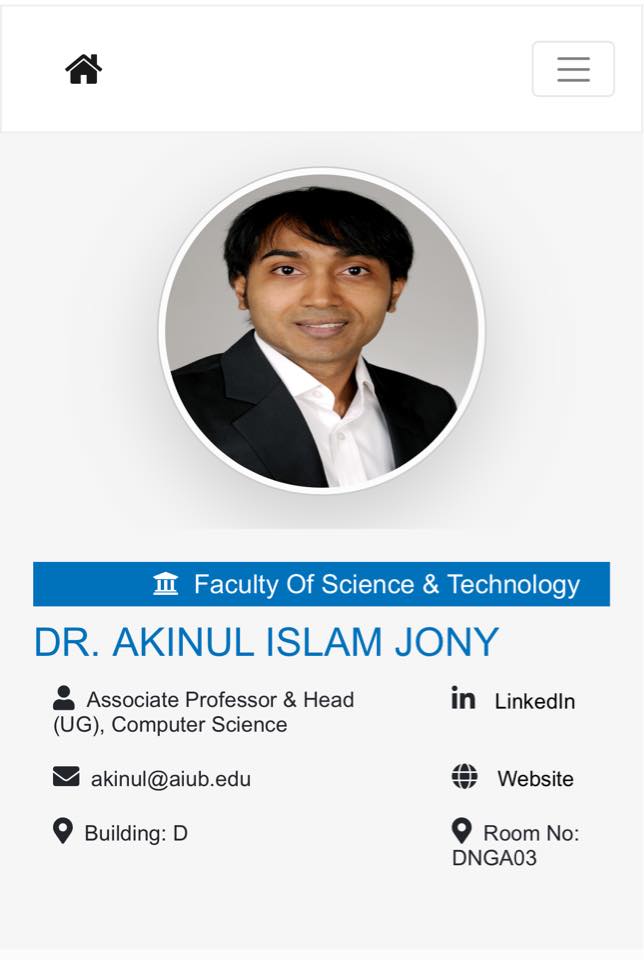 Faculty Of Science & Technology
DR. AKINUL ISLAM JONY
Associate Professor & Head
(UG), Computer Science
LinkedIn
akinul@aiub.edu
Website
Building: D
Room No:
DNGA03